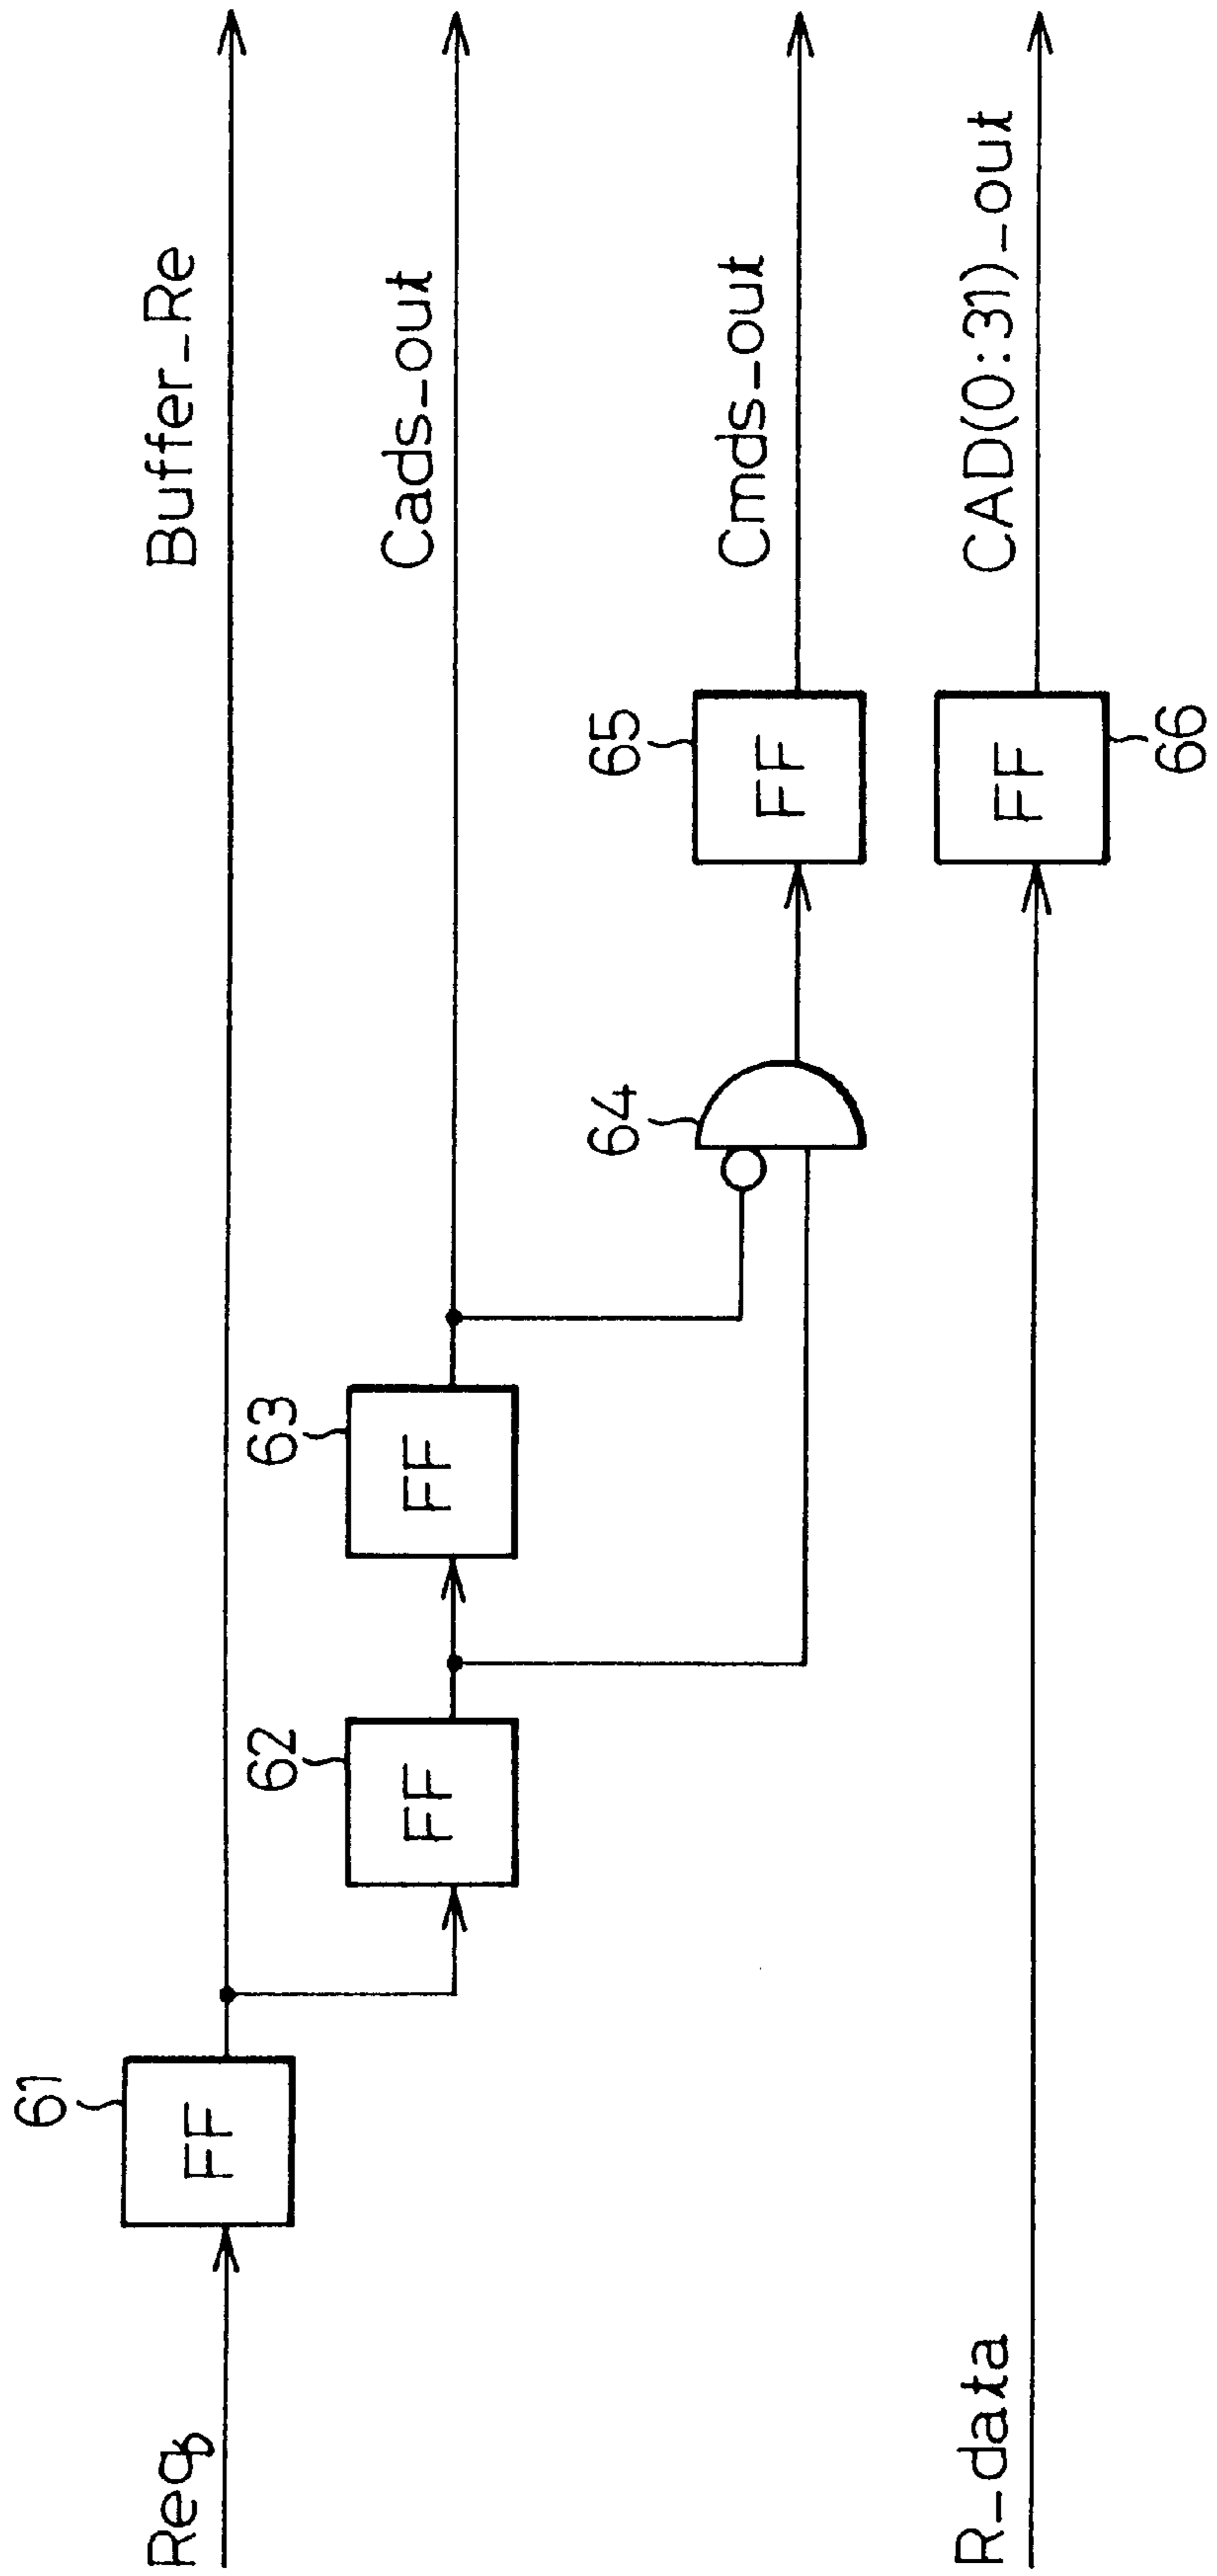 Req
61
FF
Buffer_Re
62
FF
63
FF
Cads_out
64
65
FF
Cmds_out
R_data
FF
66
CAD(0:31)_out